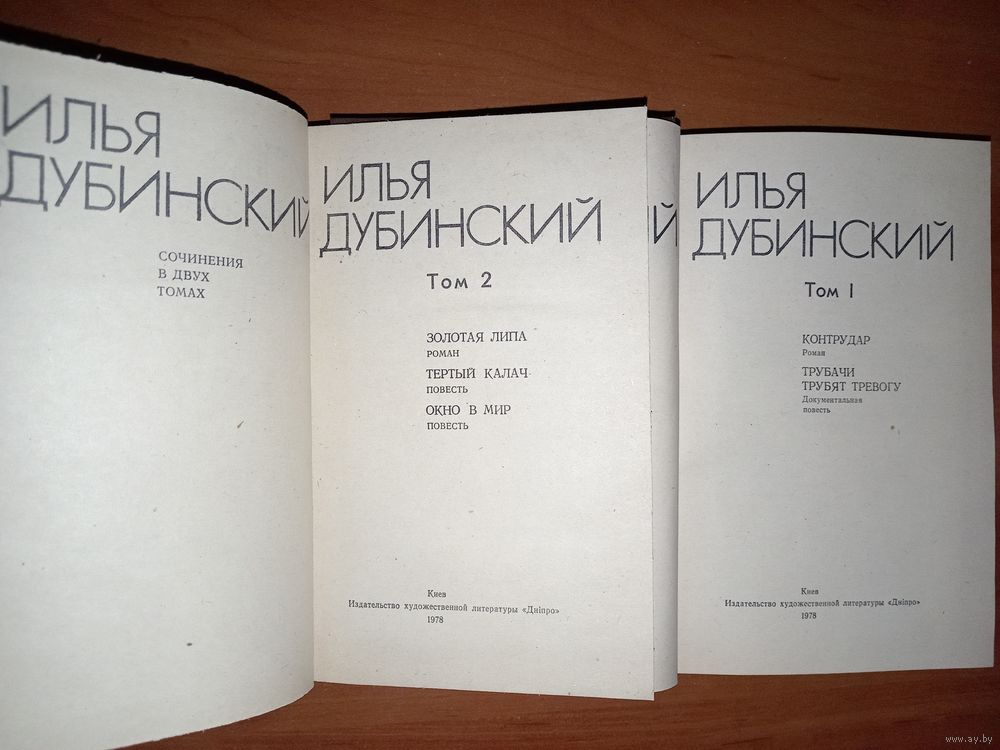 ИЛЬЯ
ДУБИНСКИЙ
СОЧИНЕНИЯ
В ДВУХ
ТОМАХ
ИЛЬЯ
ДУБИНСКИЙ
Том 2
ЗОЛОТАЯ ЛИПА
РОМАН
ТЕРТЫЙ КАЛАЧ
ПОВЕСТЬ
ОКНО В МИР
ПОВЕСТЬ
Киев
Издательство художественной литературы «Дніпро»
1978
ИЙ
ИЛЬЯ
ДУБИНСКИЙ
Том I
КОНТРУДАР
Роман
ТРУБАЧИ
ТРУБЯТ ТРЕВОГУ
Документальная
повесть
Киев
Издательство художественной литературы «Дніпро»
1978
www.ay.by